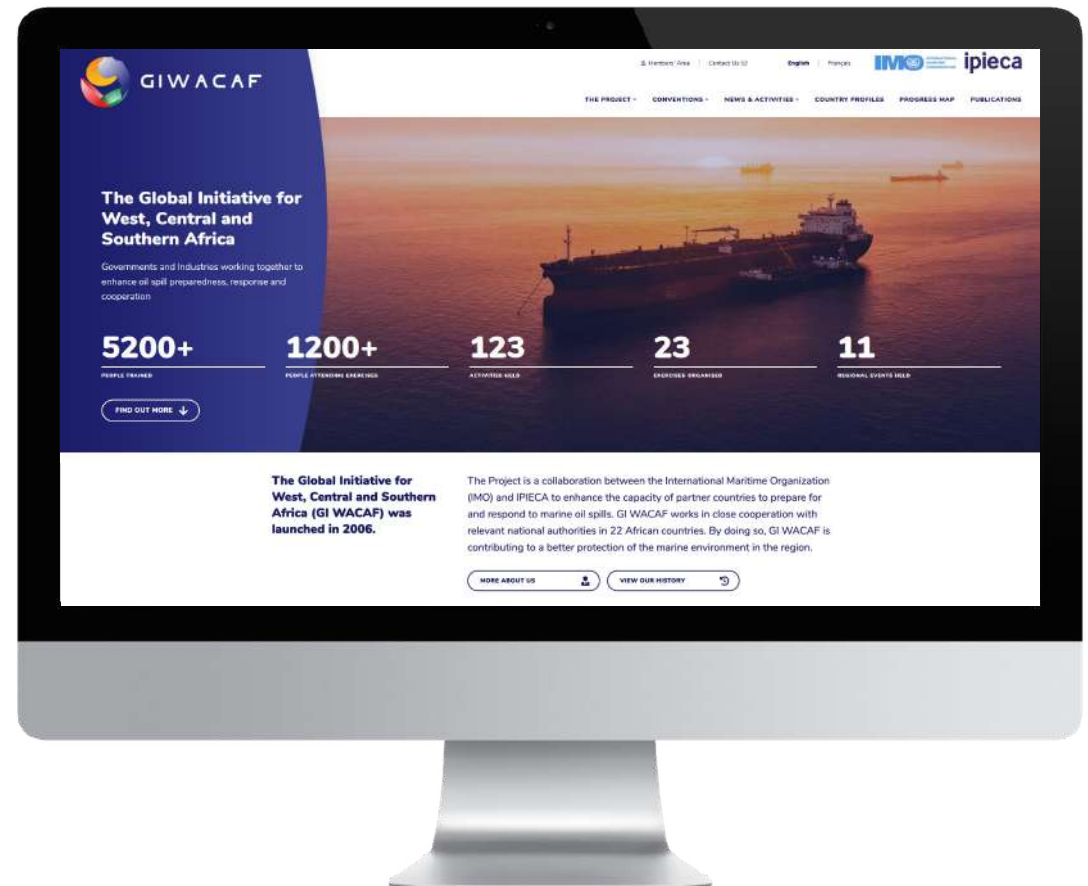 GIWACAF
Members' Area | Contact Us
English | Français
IMO
ipieca
THE PROJECT
CONVENTIONS
NEWS & ACTIVITIES
COUNTRY PROFILES
PROGRESS MAP
PUBLICATIONS
The Global Initiative for
West, Central and
Southern Africa
Governments and Industries working together to
enhance oil spill preparedness, response and
cooperation
5200+
PEOPLE TRAINED
1200+
PEOPLE ATTENDING EXERCISES
123
ACTIVITIES HELD
23
EXERCISES ORGANISED
11
REGIONAL EVENTS HELD
FIND OUT MORE
The Global Initiative for
West, Central and Southern
Africa (GI WACAF) was
launched in 2006.
The Project is a collaboration between the International Maritime Organization
(IMO) and IPIECA to enhance the capacity of partner countries to prepare for
and respond to marine oil spills. GI WACAF works in close cooperation with
relevant national authorities in 22 African countries. By doing so, GI WACAF is
contributing to a better protection of the marine environment in the region.
MORE ABOUT US
VIEW OUR HISTORY